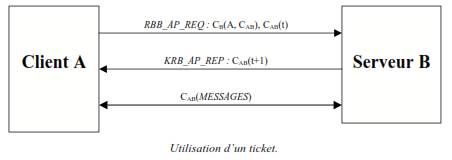 RBB_AP_REQ : C_B(A, C_AB), C_AB(t)
Client A
KRB_AP_REP : C_AB(t+1)
Serveur B
C_AB(MESSAGES)
Utilisation d'un ticket.